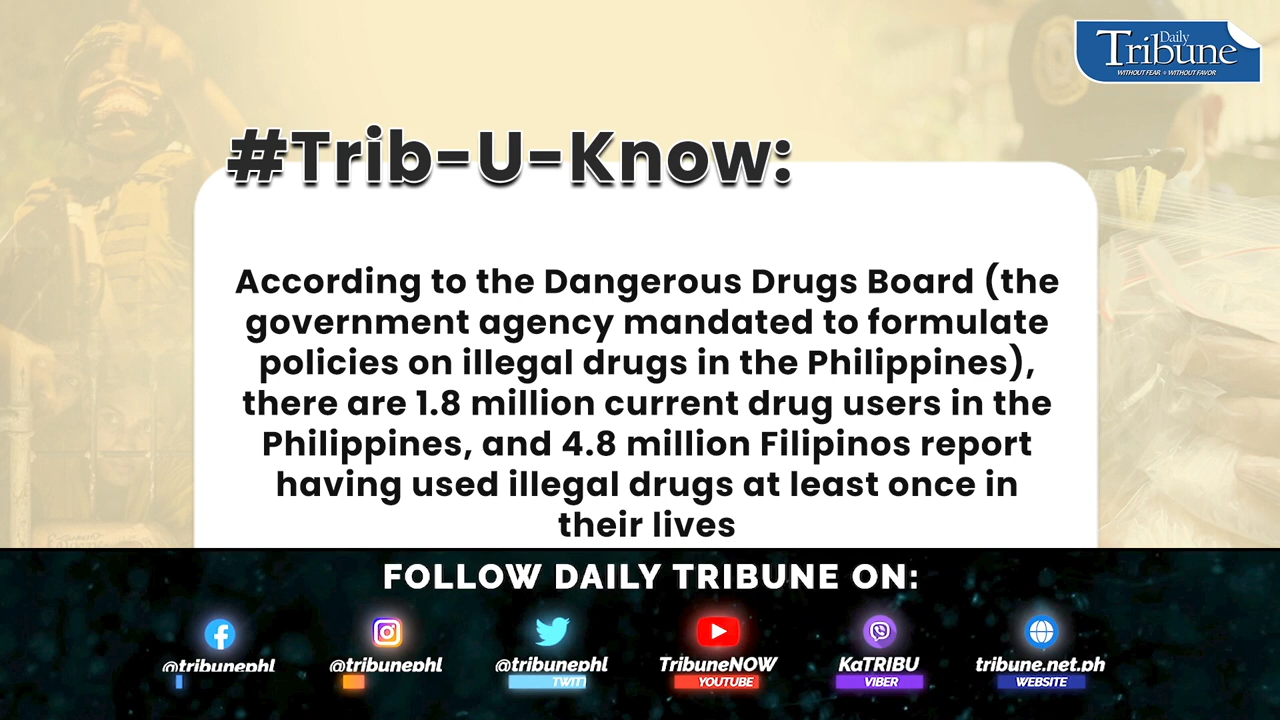 Daily
Tribune
WITHOUT FEAR + WITHOUT FAVOR
#Trib-U-Know:
According to the Dangerous Drugs Board (the
government agency mandated to formulate
policies on illegal drugs in the Philippines),
there are 1.8 million current drug users in the
Philippines, and 4.8 million Filipinos report
having used illegal drugs at least once in
their lives
FOLLOW DAILY TRIBUNE ON:
@tribunephl
@tribunephl
@tribunephl
TribuneNOW
KaTRIBU
tribune.net.ph
TWITT
YOUTUBE
VIBER
WEBSITE